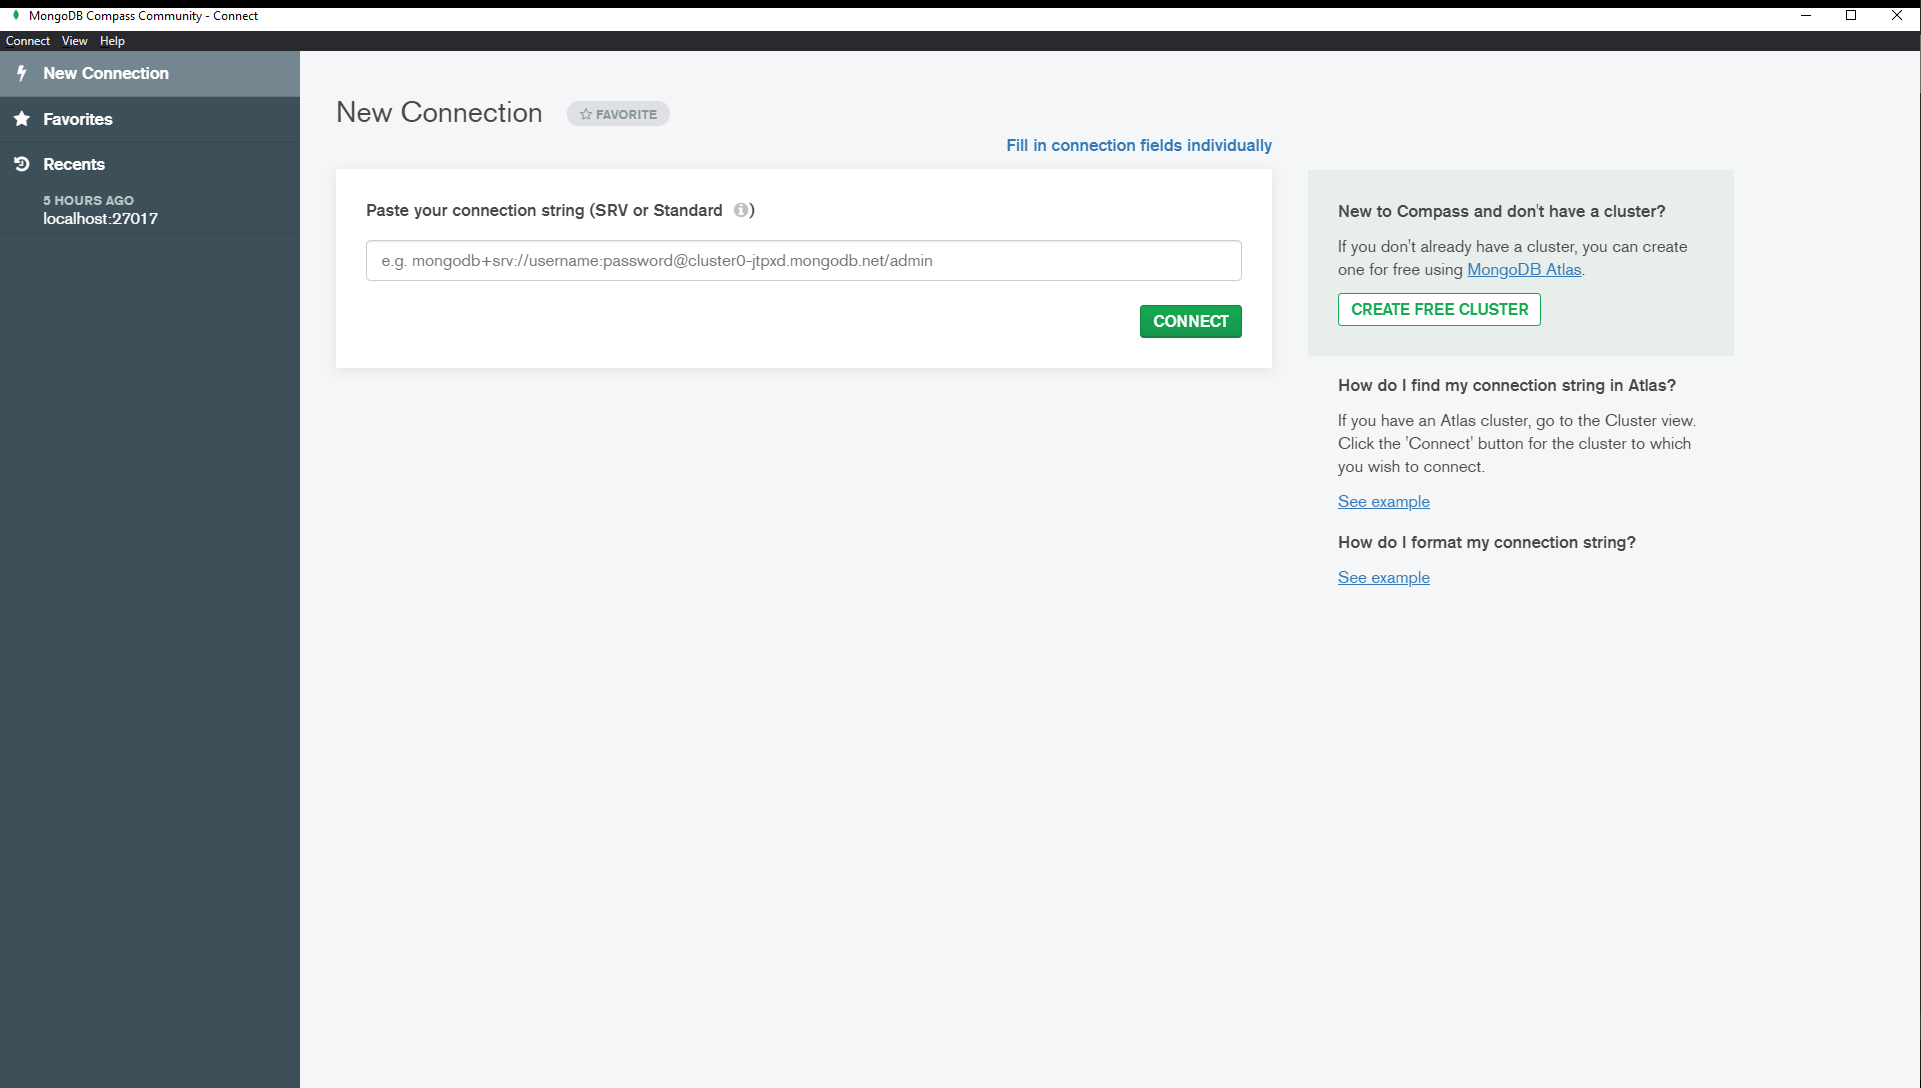 MongoDB Compass Community - Connect
Connect View Help
New Connection
Favorites
Recents
5 HOURS AGO
localhost:27017
New Connection
FAVORITE
Fill in connection fields individually
Paste your connection string (SRV or Standard )
e.g. mongodb+srv://username:password@cluster0-jtpxd.mongodb.net/admin
CONNECT
New to Compass and don't have a cluster?
If you don't already have a cluster, you can create
one for free using MongoDB Atlas.
CREATE FREE CLUSTER
How do I find my connection string in Atlas?
If you have an Atlas cluster, go to the Cluster view.
Click the 'Connect' button for the cluster to which
you wish to connect.
See example
How do I format my connection string?
See example